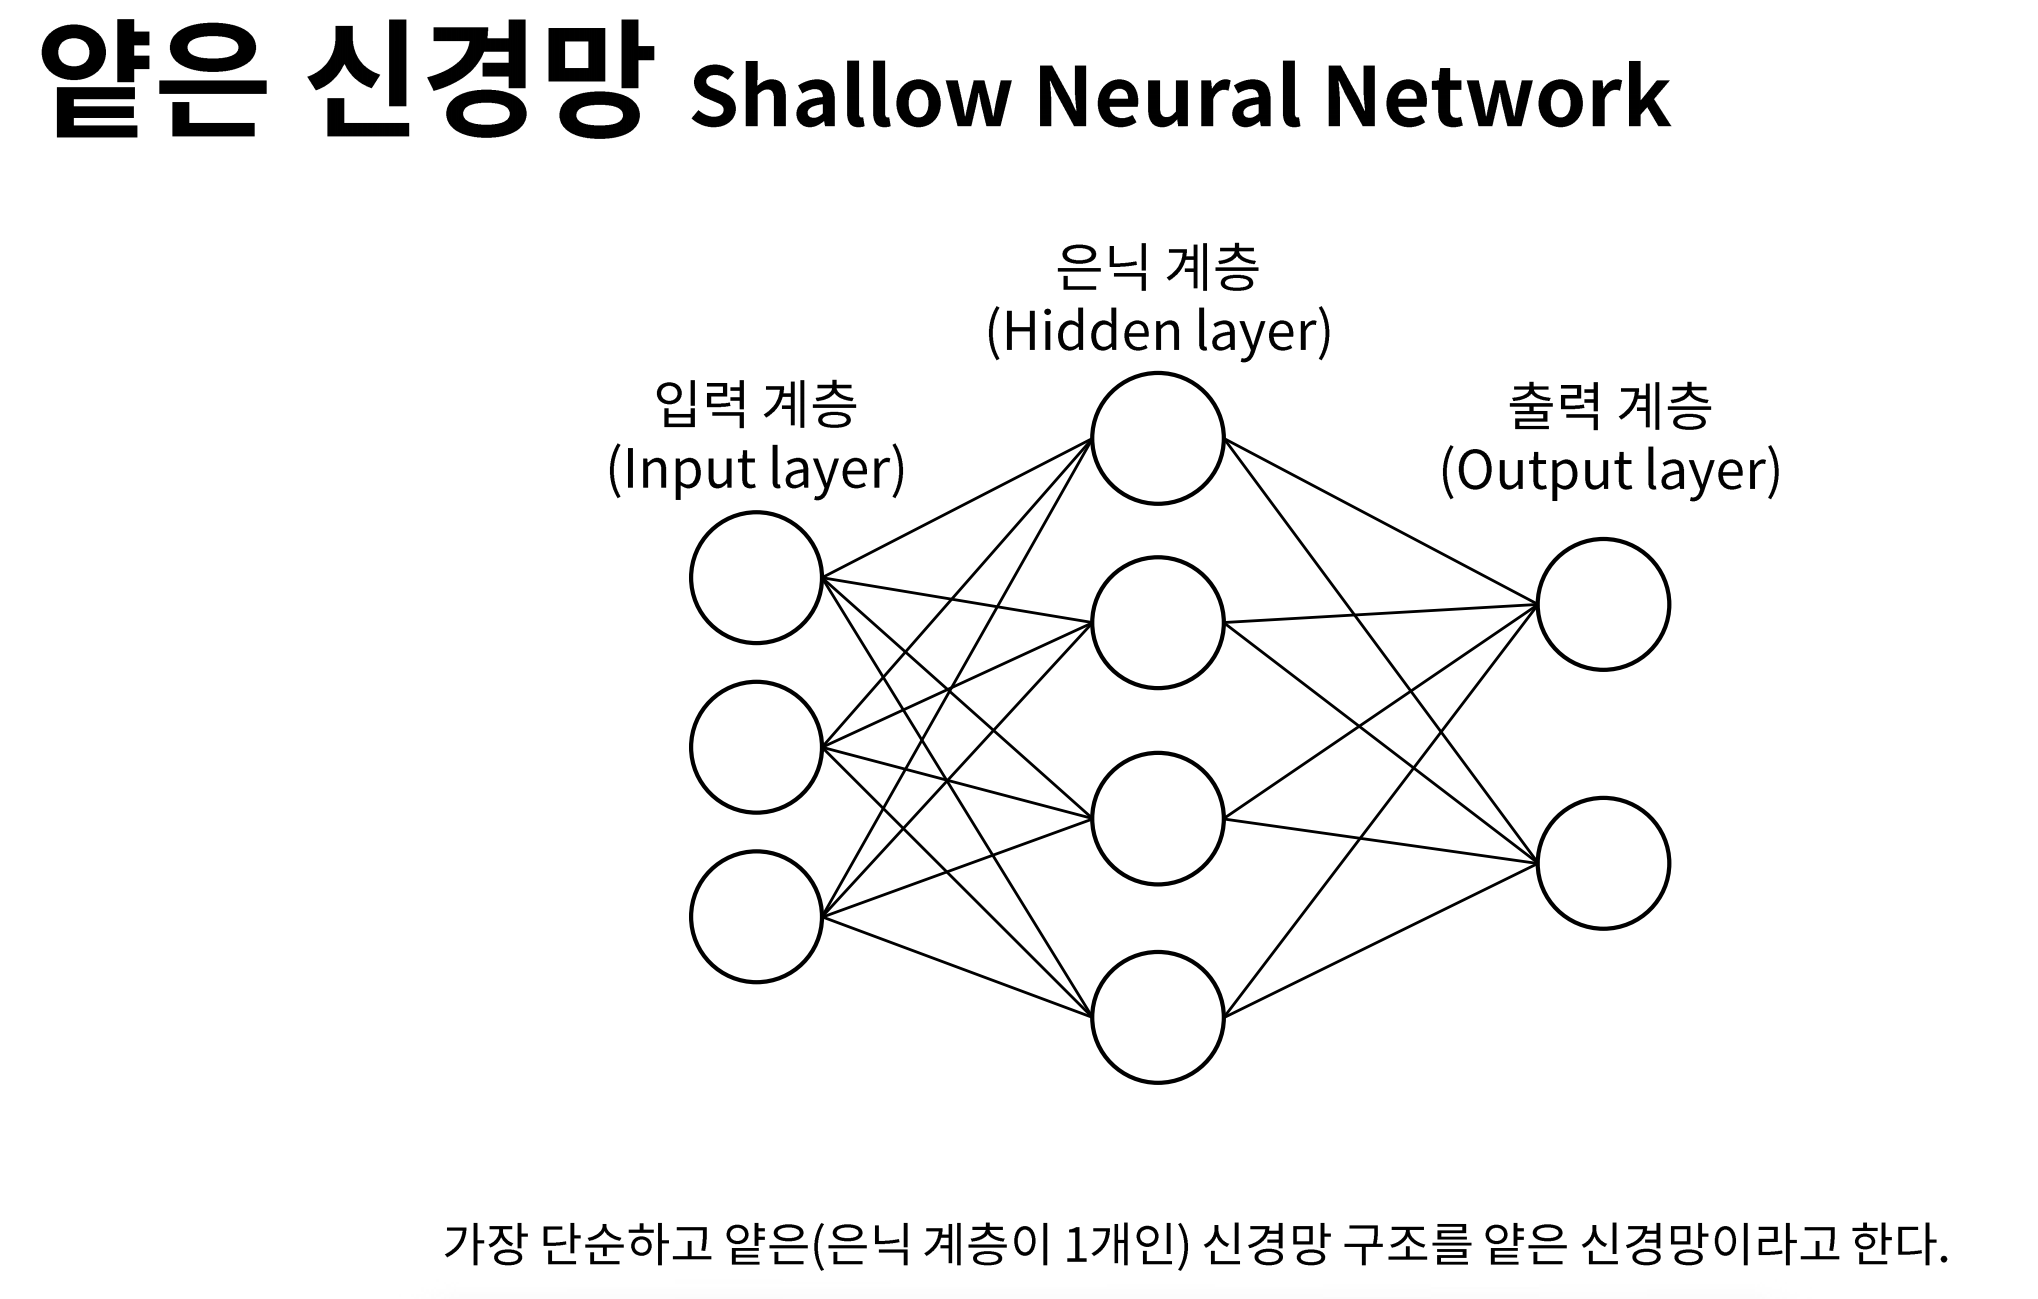 얕은 신경망 Shallow Neural Network
은닉 계층
(Hidden layer)
입력 계층
(Input layer)
출력 계층
(Output layer)
가장 단순하고 얕은(은닉 계층이 1개인) 신경망 구조를 얕은 신경망이라고 한다.